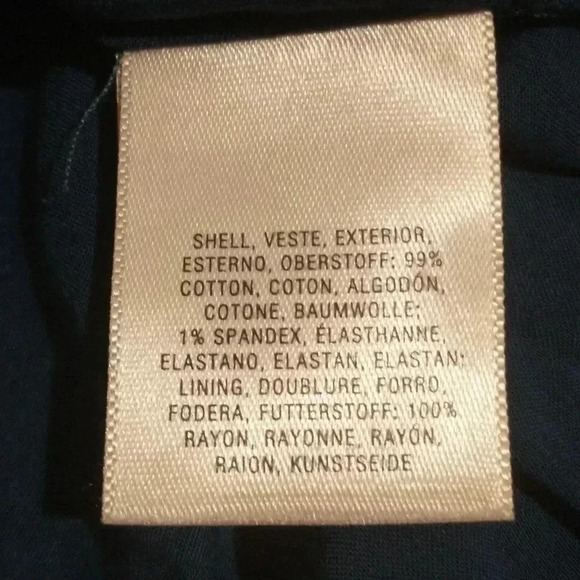 SHELL, VESTE, EXTERIOR,
ESTERNO, OBERSTOFF: 99%
COTTON, COTON, ALGODÓN,
COTONE, BAUMWOLLE;
1% SPANDEX, ÉLASTHANNE,
ELASTANO, ELASTAN, ELASTAN;
LINING, DOUBLURE, FORRO,
FODERA, FUTTERSTOFF: 100%
RAYON, RAYONNE, RAYÓN,
RAION, KUNSTSEIDE